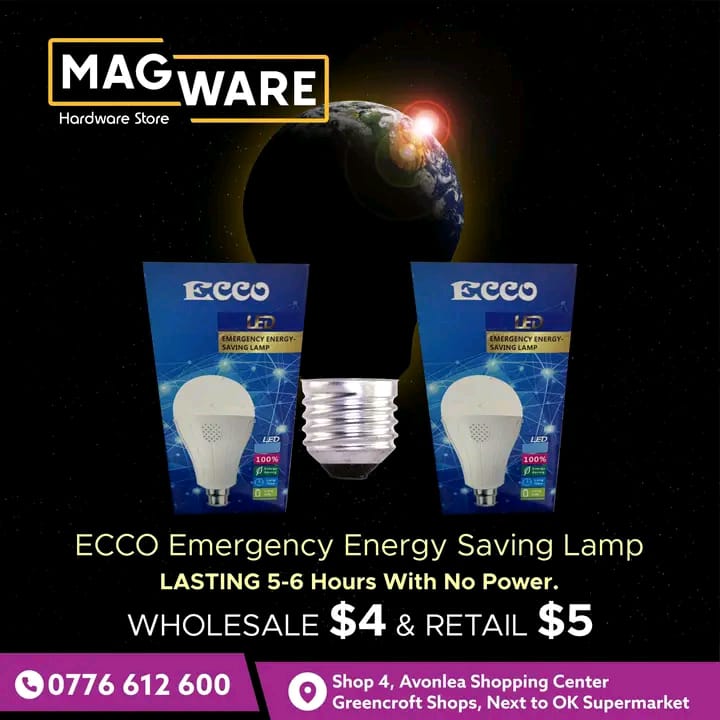 MAGWARE
Hardware Store
ECCO
LED
EMERGENCY ENERGY-
SAVING LAMP
LED
100%
ECCO
LED
EMERGENCY ENERGY-
SAVING LAMP
LED
100%
ECCO Emergency Energy Saving Lamp
LASTING 5-6 Hours With No Power.
WHOLESALE $4 & RETAIL $5
0776 612 600
Shop 4, Avonlea Shopping Center
Greencroft Shops, Next to OK Supermarket